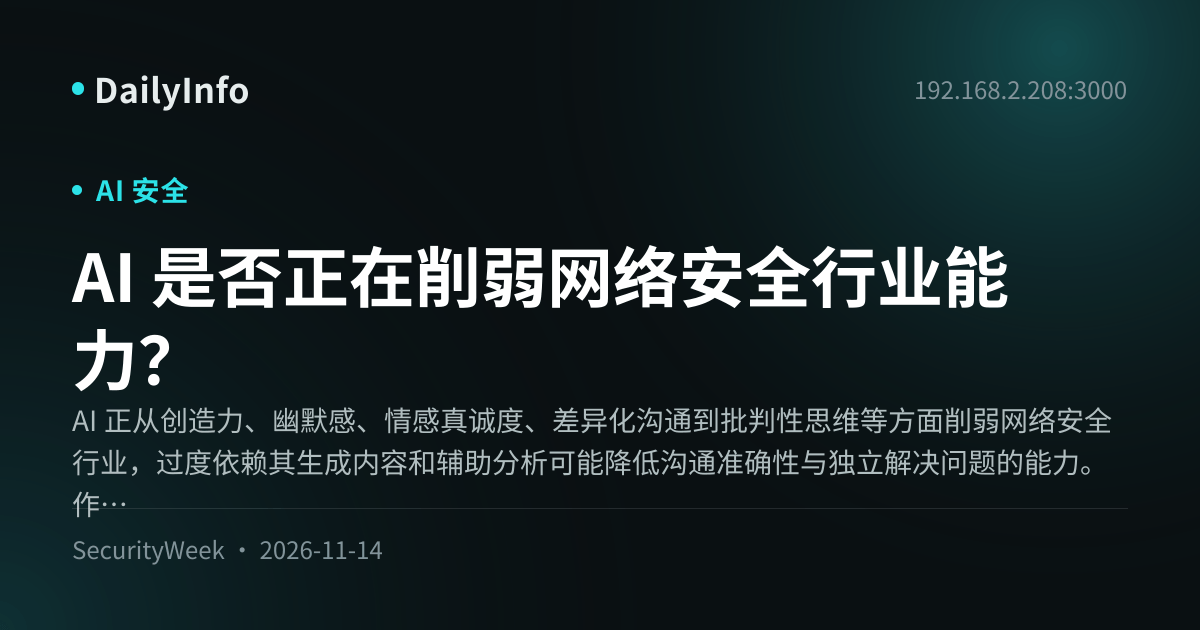 DailyInfo
192.168.2.208:3000
AI 安全
AI 是否正在削弱网络安全行业能
力？
AI 正从创造力、幽默感、情感真诚度、差异化沟通到批判性思维等方面削弱网络安全
行业，过度依赖其生成内容和辅助分析可能降低沟通准确性与独立解决问题的能力。
作…
SecurityWeek • 2026-11-14